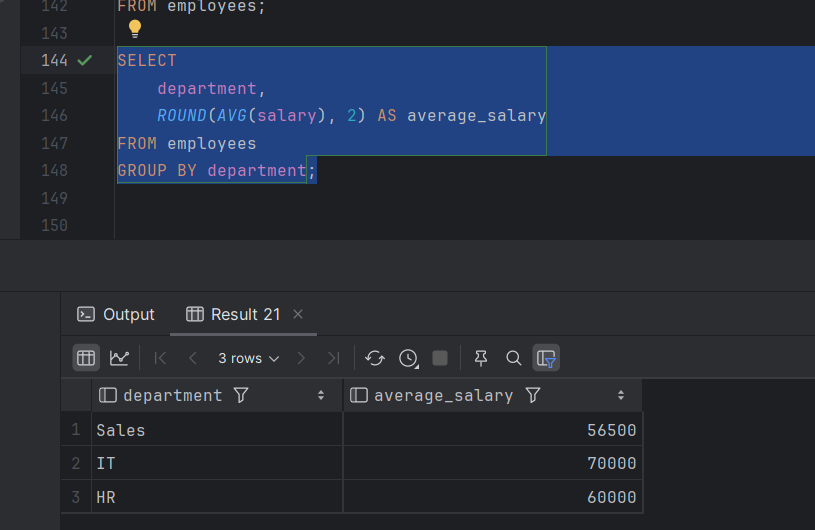 142 FROM employees;
143
144 SELECT
145 department,
146 ROUND(AVG(salary), 2) AS average_salary
147 FROM employees
148 GROUP BY department;
149
150
Output Result 21
3 rows
department average_salary
1 Sales 56500
2 IT 70000
3 HR 60000